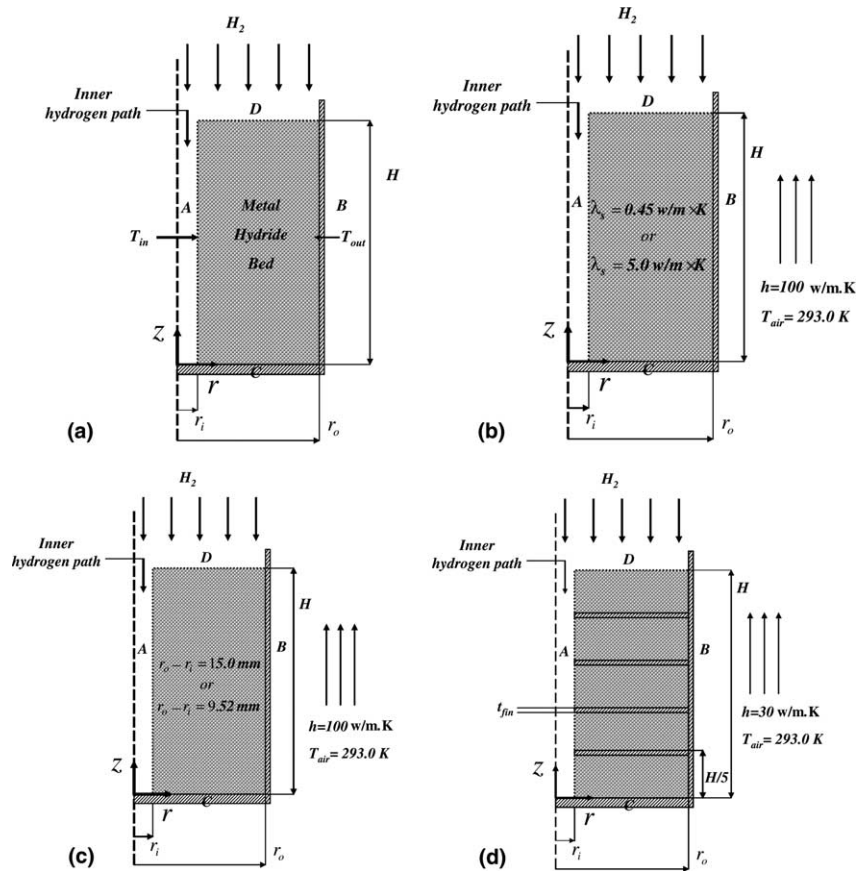 H2
Inner
hydrogen path
D
H
A
Metal
Hydride
Bed
B
Tin
Tout
Z
C
r
ri
ro
(a)
H2
Inner
hydrogen path
D
H
A
λs = 0.45 w/m×K
or
λs = 5.0 w/m×K
B
h=100 w/m.K
Tair= 293.0 K
Z
C
r
ri
ro
(b)
H2
Inner
hydrogen path
D
H
A
ro – ri = 15.0 mm
or
ro – ri = 9.52 mm
B
h=100 w/m.K
Tair= 293.0 K
Z
C
r
ri
ro
(c)
H2
Inner
hydrogen path
D
H
A
B
tfin
h=30 w/m.K
Tair= 293.0 K
H/5
Z
C
r
ri
ro
(d)